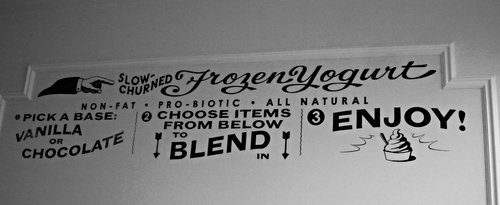 SLOW-
CHURNED Frozen Yogurt
NON-FAT • PRO-BIOTIC • ALL NATURAL
1 PICK A BASE:
VANILLA
OR
CHOCOLATE
2 CHOOSE ITEMS
FROM BELOW
TO
BLEND
IN
3 ENJOY!